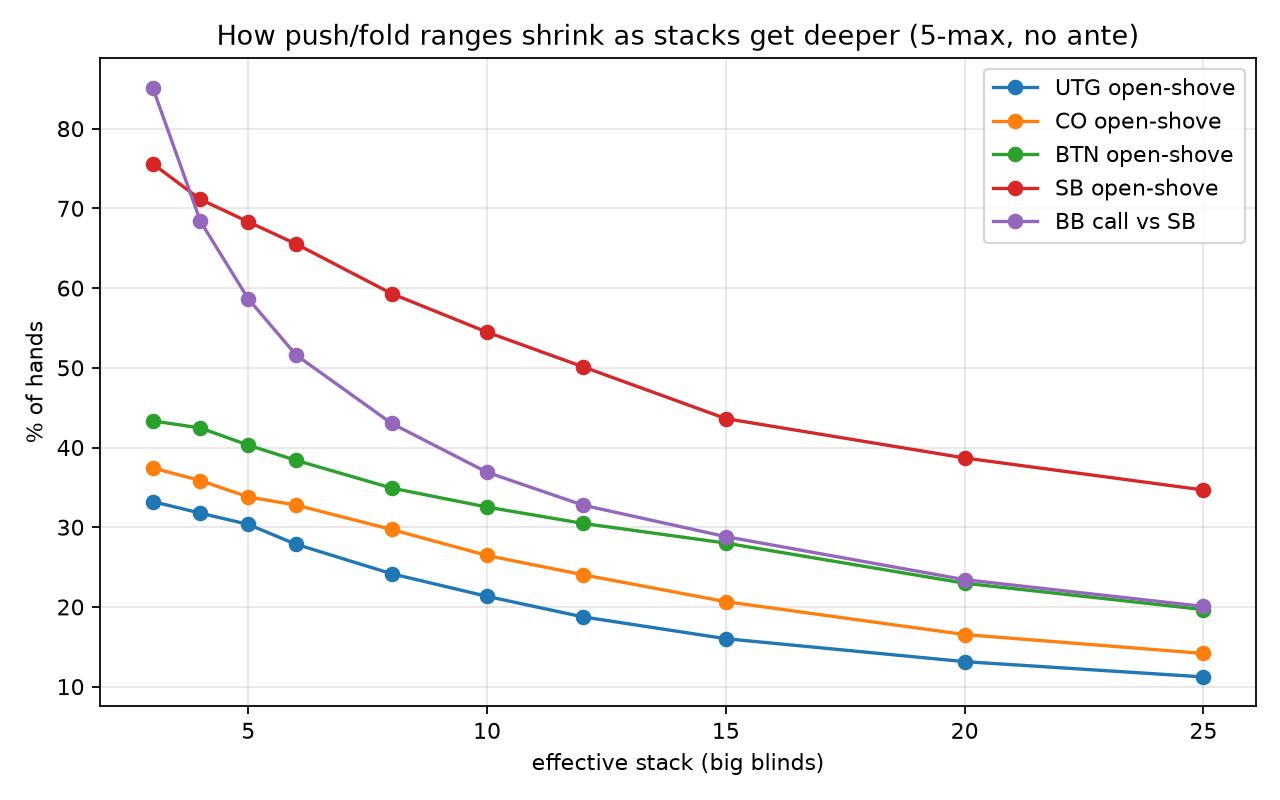 How push/fold ranges shrink as stacks get deeper (5-max, no ante)
UTG open-shove
CO open-shove
BTN open-shove
SB open-shove
BB call vs SB
% of hands
80
70
60
50
40
30
20
10
5
10
15
20
25
effective stack (big blinds)